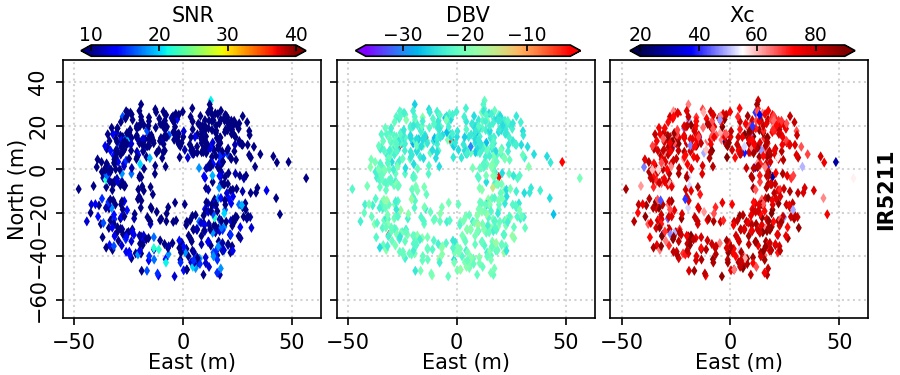 SNR DBV Xc
10 20 30 40 −30 −20 −10 20 40 60 80
40
20
0
−20
−40
−60
North (m)
−50 0 50 −50 0 50 −50 0 50
East (m) East (m) East (m)
IR5211